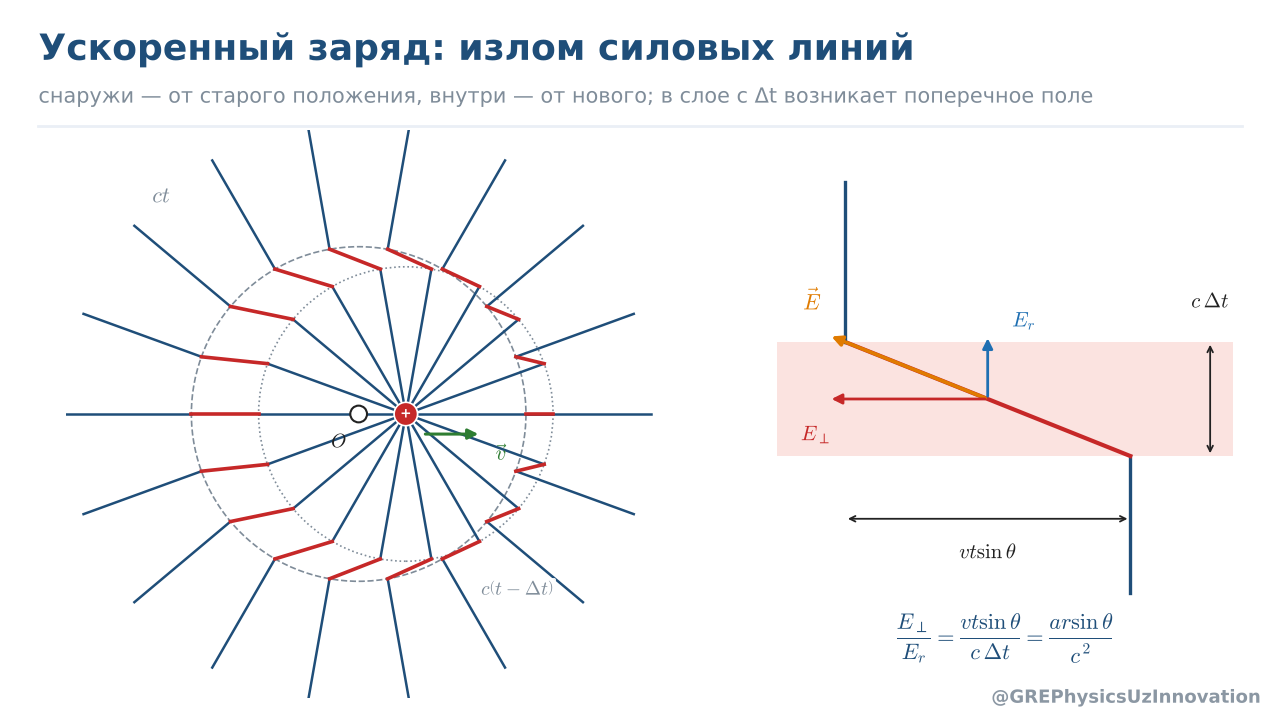 Ускоренный заряд: излом силовых линий
снаружи — от старого положения, внутри — от нового; в слое c Δt возникает поперечное поле
ct
O
+
v⃗
c(t − Δt)
E⃗
E_r
c Δt
E_⊥
vt sin θ
E_⊥/E_r = vt sin θ/(c Δt) = ar sin θ/c²
@GREPhysicsUzInnovation